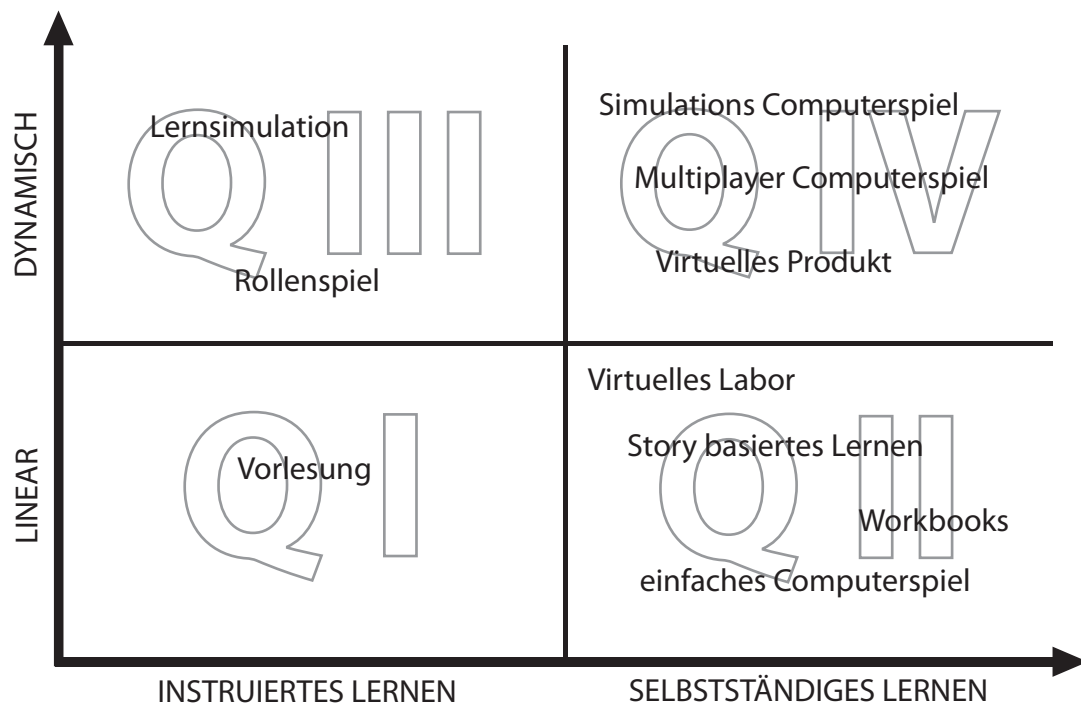 DYNAMISCH
Q III
Lernsimulation
Rollenspiel
Q IV
Simulations Computerspiel
Multiplayer Computerspiel
Virtuelles Produkt
LINEAR
Q I
Vorlesung
Q II
Virtuelles Labor
Story basiertes Lernen
Workbooks
einfaches Computerspiel
INSTRUIERTES LERNEN
SELBSTSTÄNDIGES LERNEN